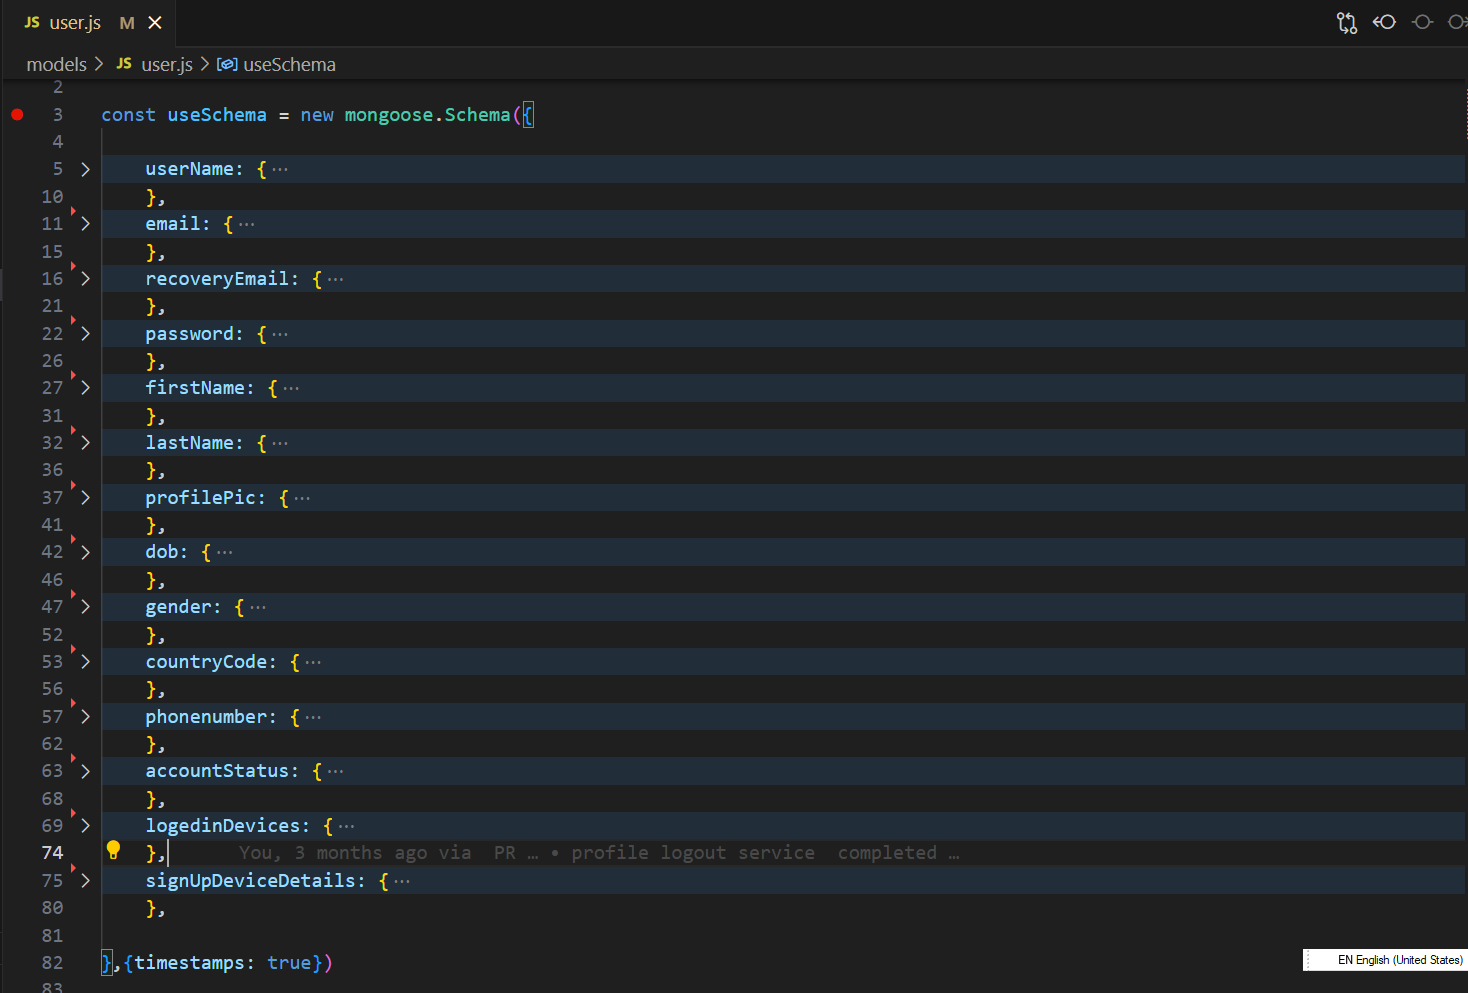 JS user.js M
models > JS user.js > useSchema
2
3 const useSchema = new mongoose.Schema({
4
5 userName: { ···
10 },
11 email: { ···
15 },
16 recoveryEmail: { ···
21 },
22 password: { ···
26 },
27 firstName: { ···
31 },
32 lastName: { ···
36 },
37 profilePic: { ···
41 },
42 dob: { ···
46 },
47 gender: { ···
52 },
53 countryCode: { ···
56 },
57 phonenumber: { ···
62 },
63 accountStatus: { ···
68 },
69 logedinDevices: { ···
74 }, You, 3 months ago via PR … • profile logout service completed …
75 signUpDeviceDetails: { ···
80 },
81
82 },{timestamps: true})
83
EN English (United States)